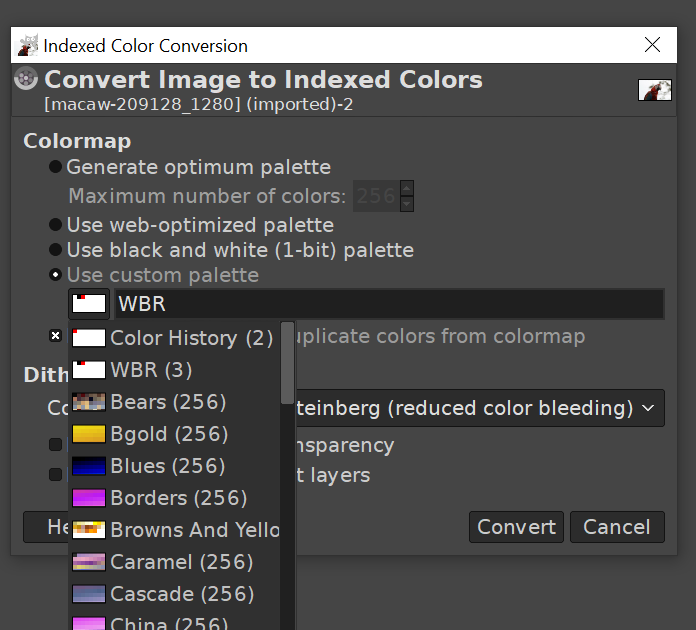 Indexed Color Conversion
Convert Image to Indexed Colors
[macaw-209128_1280] (imported)-2
Colormap
Generate optimum palette
Maximum number of colors: 256
Use web-optimized palette
Use black and white (1-bit) palette
Use custom palette
WBR
Color History (2)
uplicate colors from colormap
WBR (3)
Dith
Bears (256)
Co
teinberg (reduced color bleeding)
Bgold (256)
nsparency
Blues (256)
t layers
Borders (256)
He
Browns And Yello
Convert
Cancel
Caramel (256)
Cascade (256)
China (256)